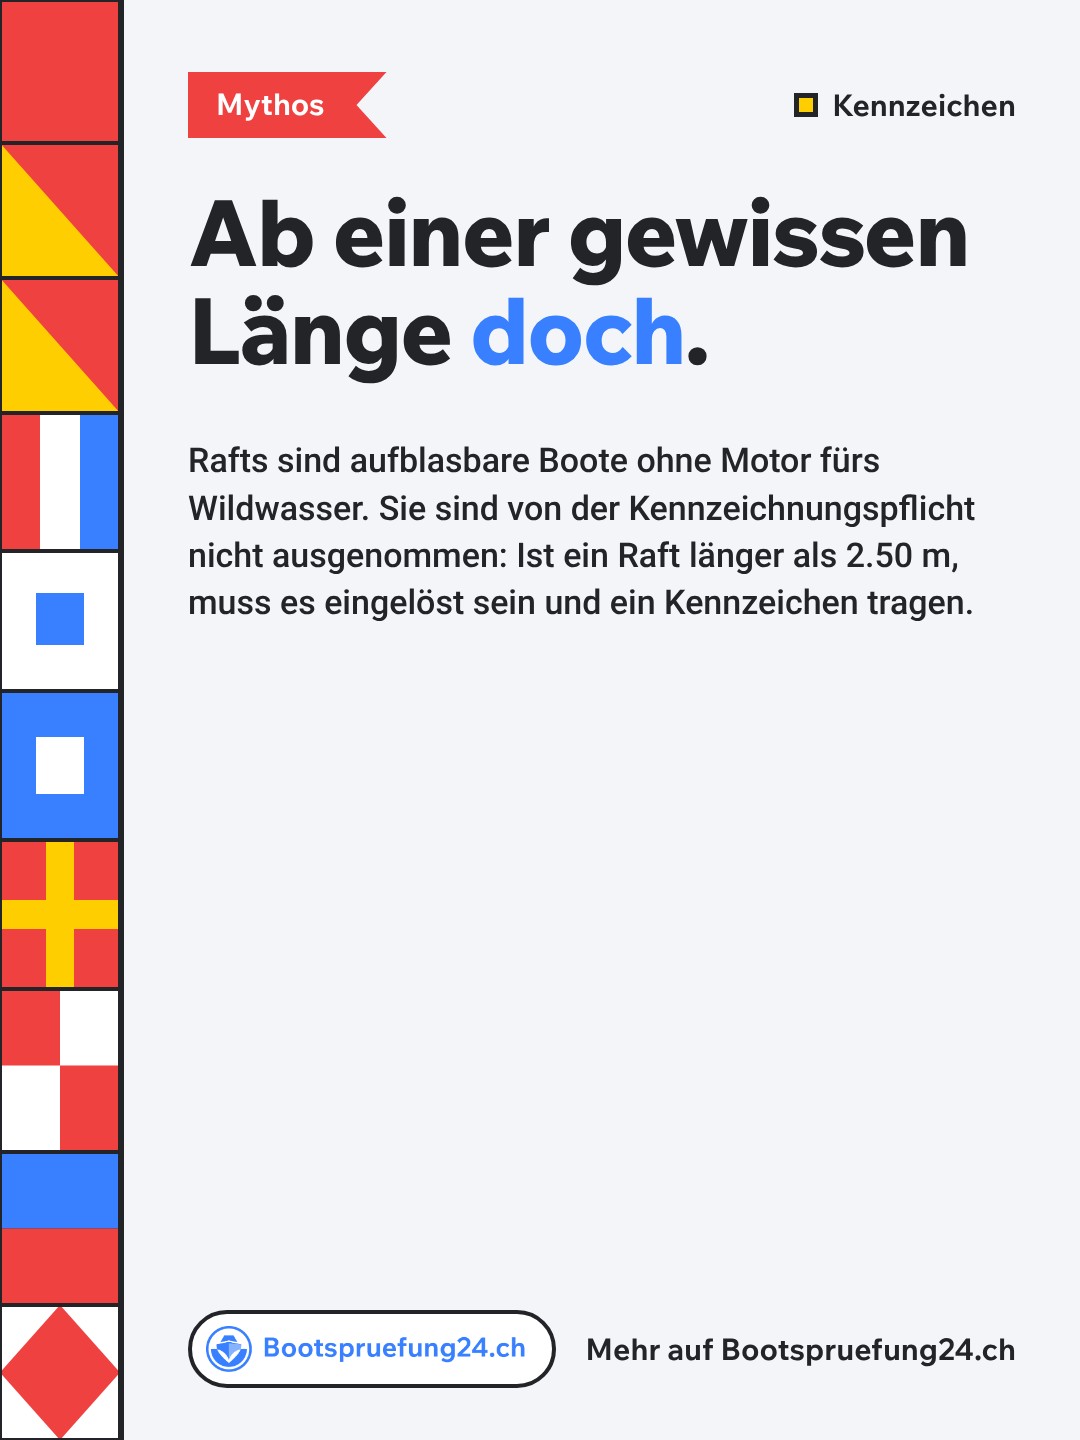 Mythos
Kennzeichen
Ab einer gewissen
Länge doch.
Rafts sind aufblasbare Boote ohne Motor fürs
Wildwasser. Sie sind von der Kennzeichnungspflicht
nicht ausgenommen: Ist ein Raft länger als 2.50 m,
muss es eingelöst sein und ein Kennzeichen tragen.
Bootspruefung24.ch
Mehr auf Bootspruefung24.ch